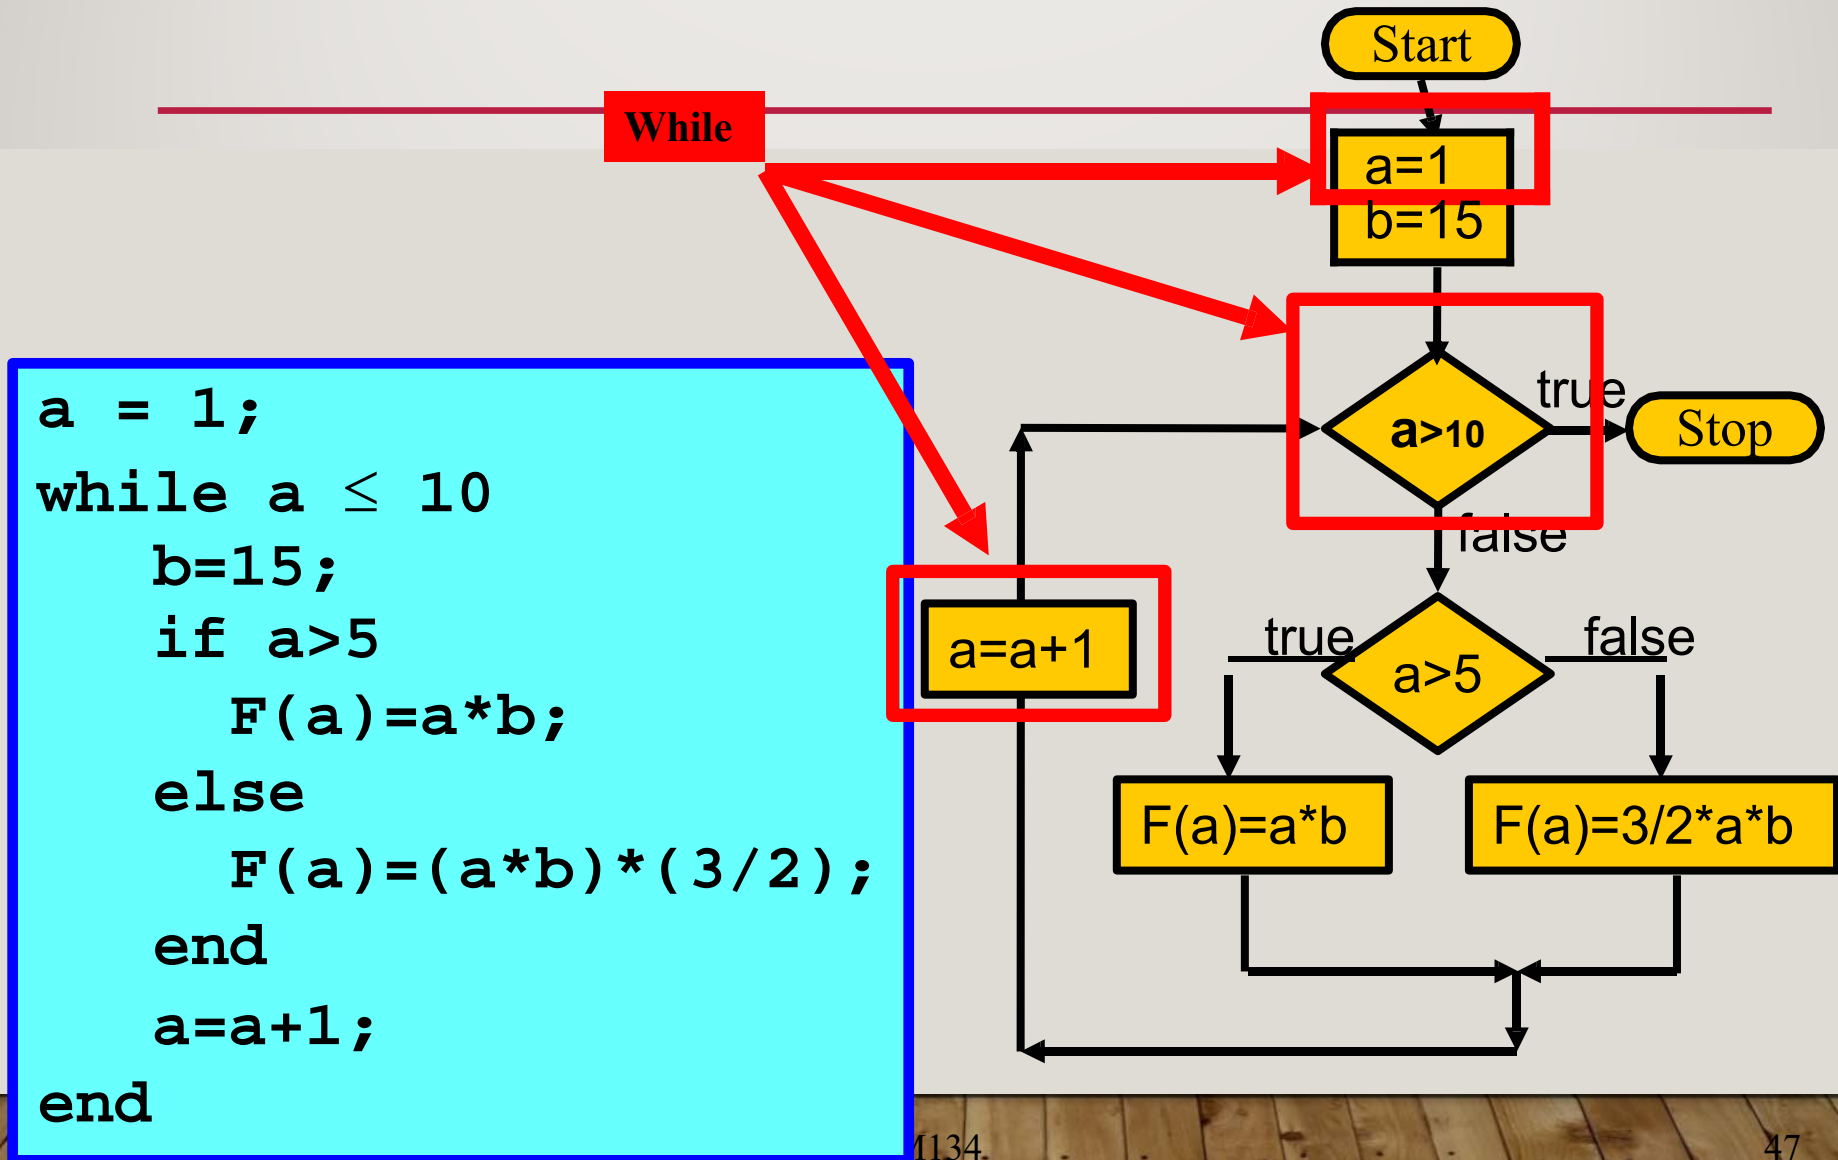 Start
While
a=1
b=15
a>10
true
Stop
false
a = 1;
while a ≤ 10
b=15;
if a>5
F(a)=a*b;
else
F(a)=(a*b)*(3/2);
end
a=a+1;
end
a=a+1
true
a>5
false
F(a)=a*b
F(a)=3/2*a*b
47